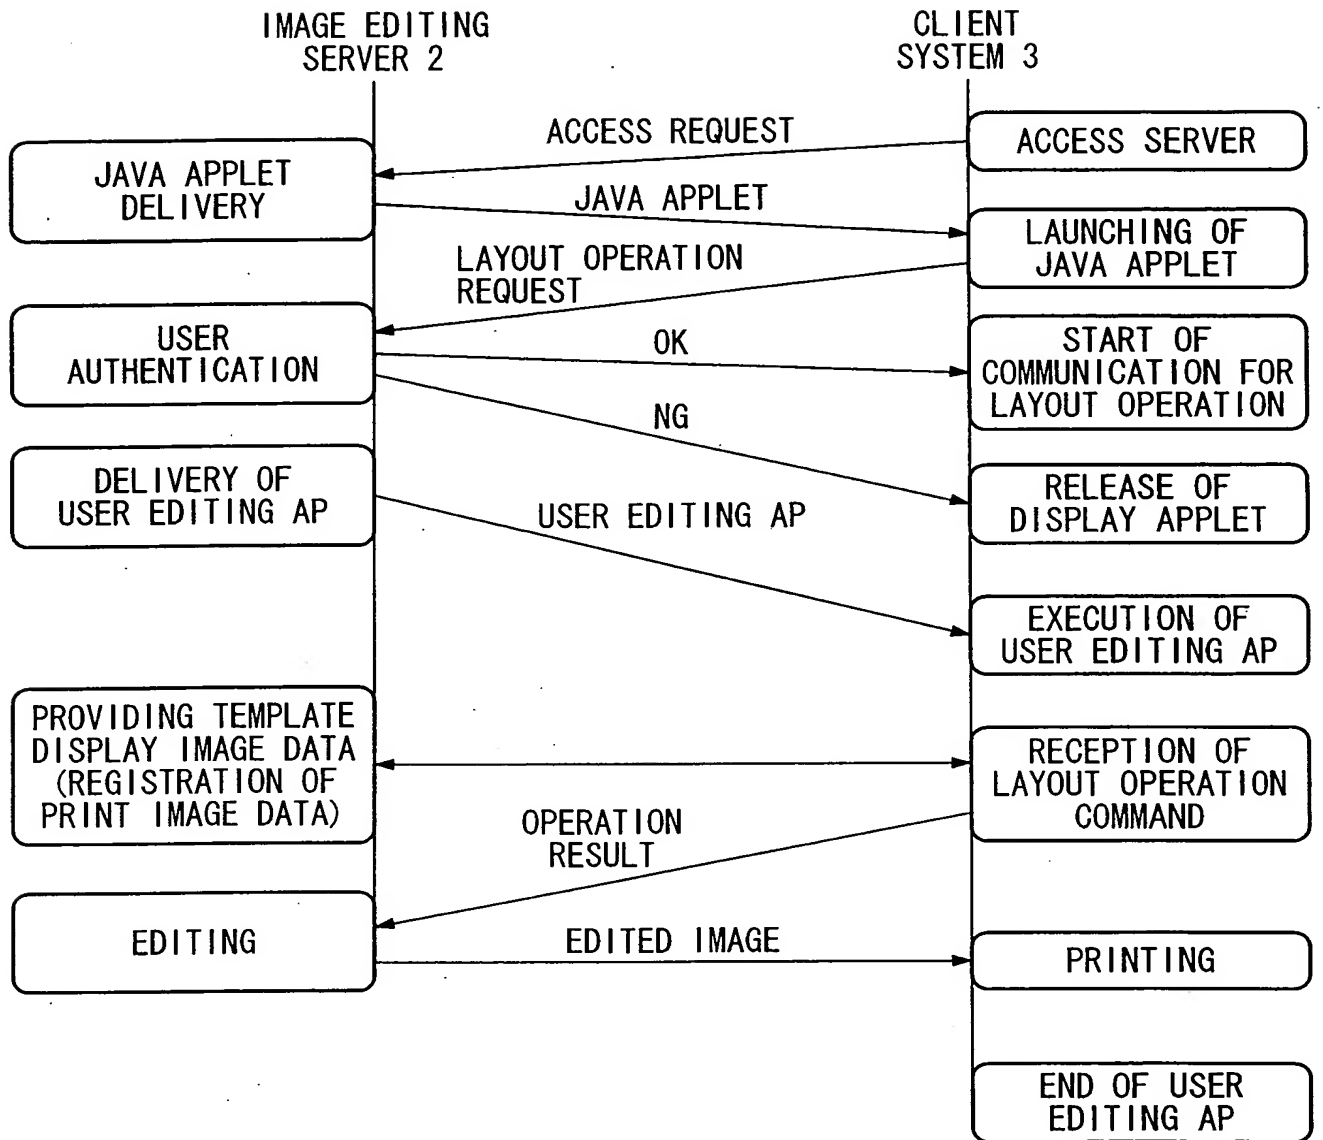 IMAGE EDITING
SERVER 2
CLIENT
SYSTEM 3
ACCESS REQUEST
ACCESS SERVER
JAVA APPLET
DELIVERY
JAVA APPLET
LAUNCHING OF
JAVA APPLET
LAYOUT OPERATION
REQUEST
USER
AUTHENTICATION
OK
START OF
COMMUNICATION FOR
LAYOUT OPERATION
NG
DELIVERY OF
USER EDITING AP
USER EDITING AP
RELEASE OF
DISPLAY APPLET
EXECUTION OF
USER EDITING AP
PROVIDING TEMPLATE
DISPLAY IMAGE DATA
(REGISTRATION OF
PRINT IMAGE DATA)
RECEPTION OF
LAYOUT OPERATION
COMMAND
OPERATION
RESULT
EDITING
EDITED IMAGE
PRINTING
END OF USER
EDITING AP